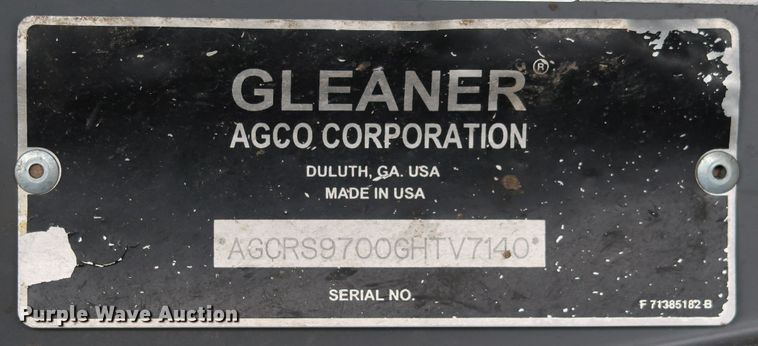 GLEANER®
AGCO CORPORATION
DULUTH, GA. USA
MADE IN USA
*AGCRS9700GHTV7140*
SERIAL NO.
F 71385182 B
Purple Wave Auction